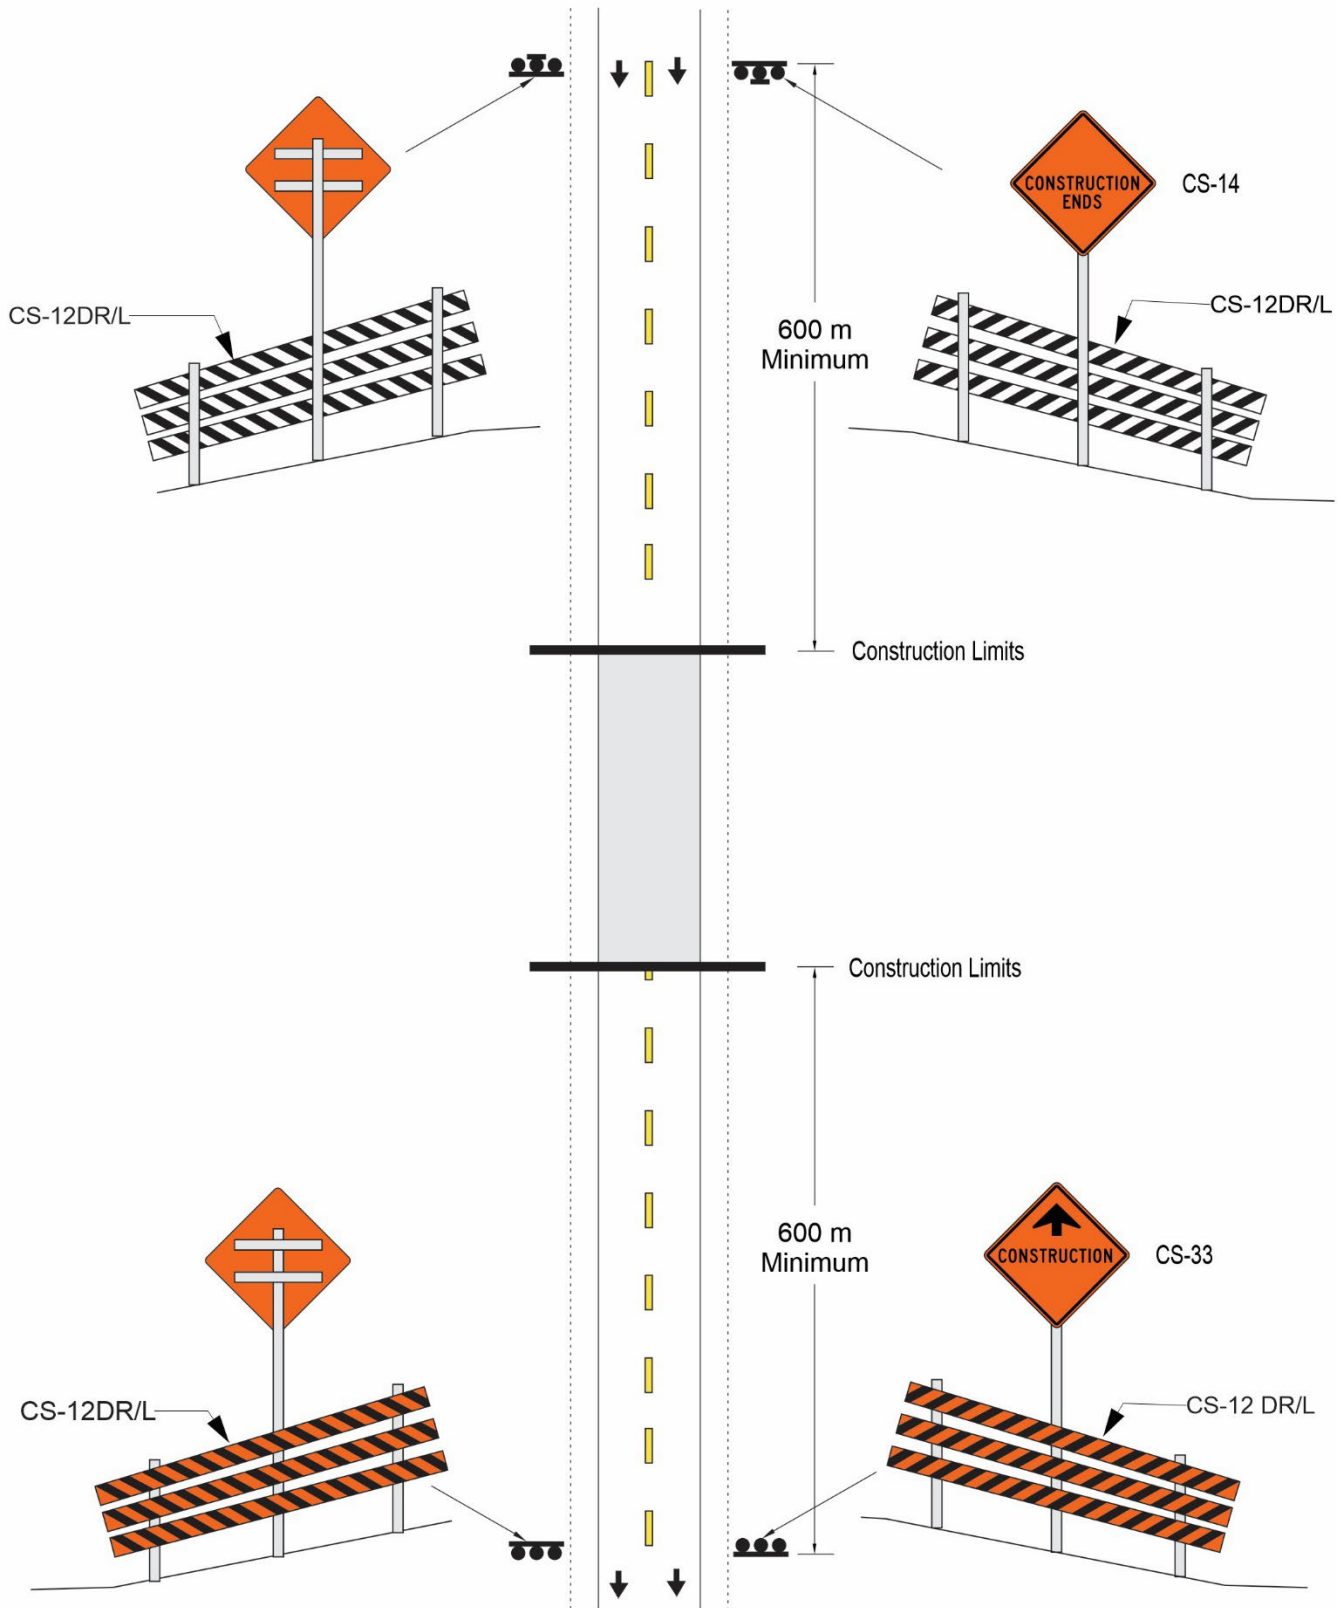 CONSTRUCTION
ENDS
CS-14
CS-12DR/L
CS-12DR/L
600 m
Minimum
Construction Limits
Construction Limits
600 m
Minimum
CONSTRUCTION
CS-33
CS-12DR/L
CS-12 DR/L